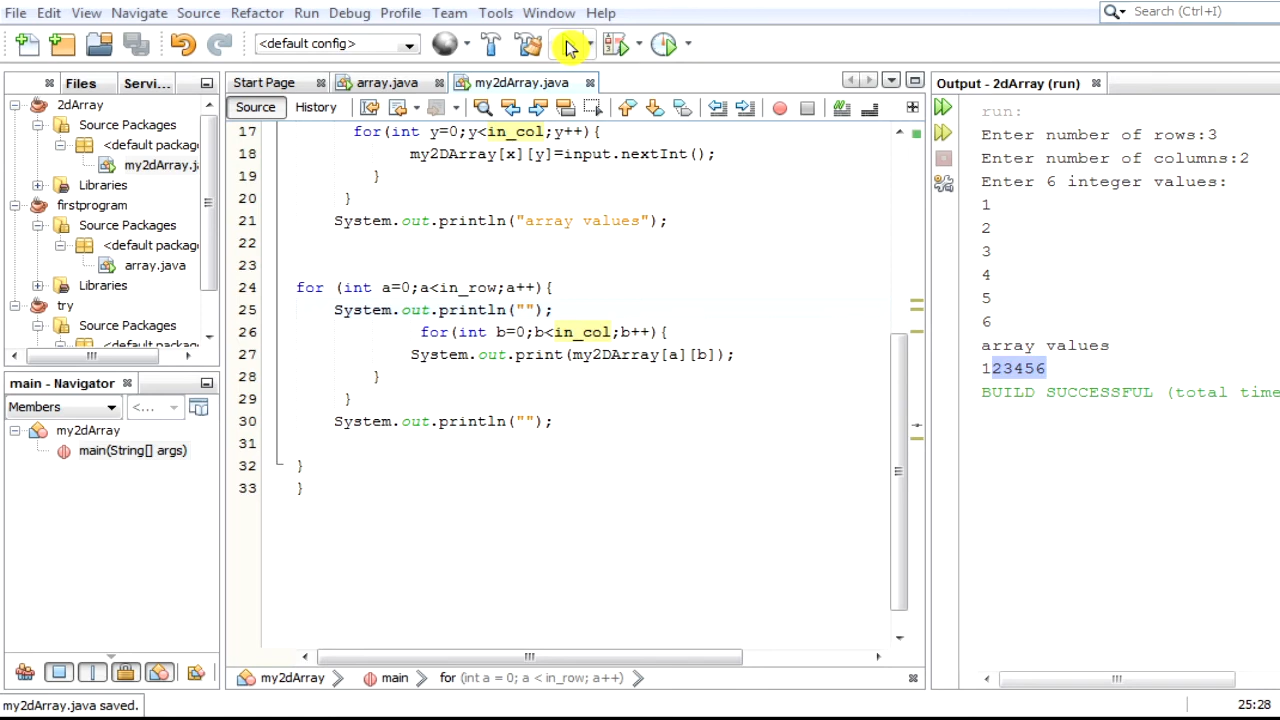 File Edit View Navigate Source Refactor Run Debug Profile Team Tools Window Help
Search (Ctrl+I)
<default config>
Files Servi...
2dArray
Source Packages
<default packag
my2dArray.j
Libraries
firstprogram
Source Packages
<default packag
array.java
Libraries
try
Source Packages
main - Navigator
Members <...
my2dArray
main(String[] args)
Start Page array.java my2dArray.java
Source History
17 for(int y=0;y<in_col;y++){
18 my2DArray[x][y]=input.nextInt();
19 }
20 }
21 System.out.println("array values");
22
23
24 for (int a=0;a<in_row;a++){
25 System.out.println("");
26 for(int b=0;b<in_col;b++){
27 System.out.print(my2DArray[a][b]);
28 }
29 }
30 System.out.println("");
31
32 }
33 }
my2dArray main for (int a = 0; a < in_row; a++)
Output - 2dArray (run)
run:
Enter number of rows:3
Enter number of columns:2
Enter 6 integer values:
1
2
3
4
5
6
array values
123456
BUILD SUCCESSFUL (total time
my2dArray.java saved.
25:28